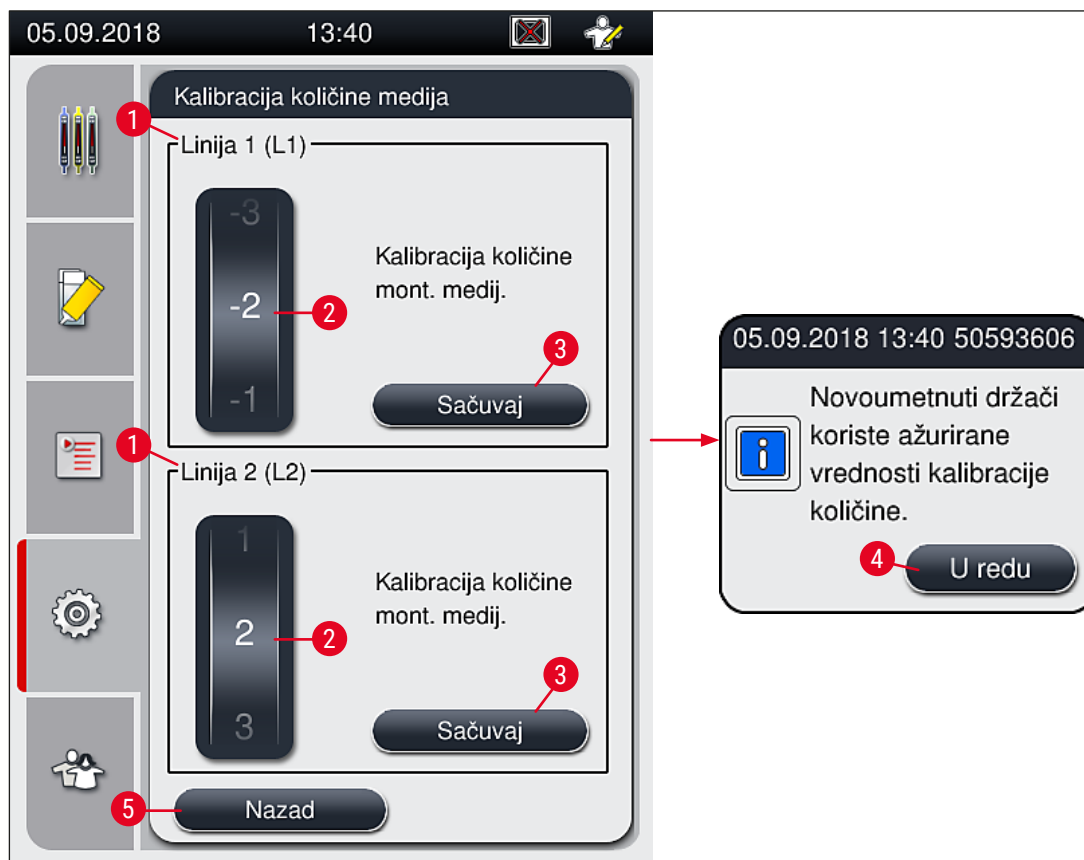 05.09.2018 13:40
Kalibracija količine medija
1
Linija 1 (L1)
-3
-2
-1
2
Kalibracija količine
mont. medij.
3
Sačuvaj
1
Linija 2 (L2)
1
2
3
2
Kalibracija količine
mont. medij.
3
Sačuvaj
5
Nazad
05.09.2018 13:40 50593606
Novoumetnuti držači
koriste ažurirane
vrednosti kalibracije
količine.
4
U redu